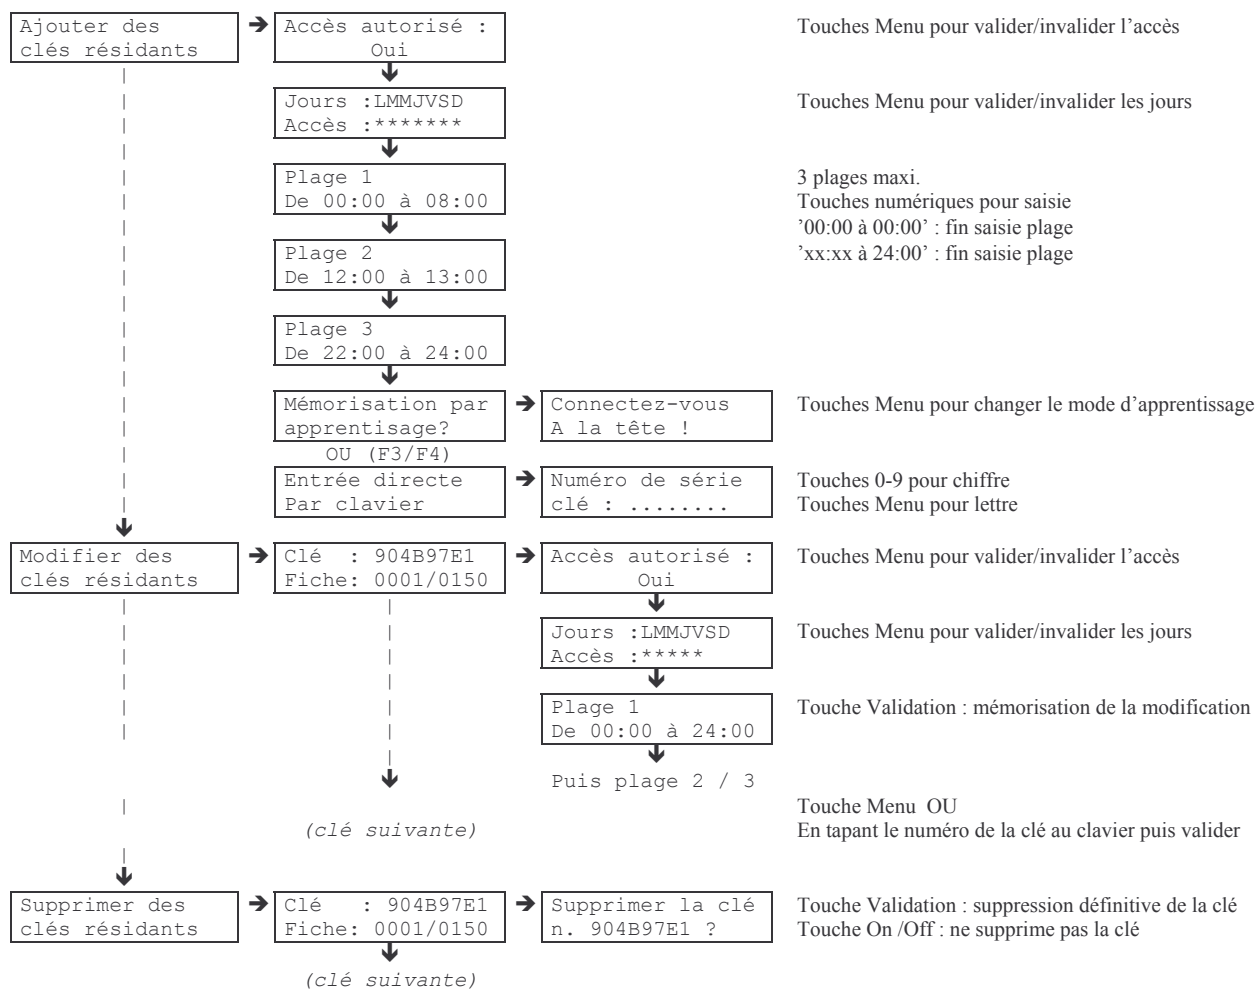 Ajouter des
clés résidants
Accès autorisé :
Oui
Touches Menu pour valider/invalider l’accès
Jours :LMMJVSD
Accès :*******
Touches Menu pour valider/invalider les jours
Plage 1
De 00:00 à 08:00
3 plages maxi.
Touches numériques pour saisie
’00:00 à 00:00’ : fin saisie plage
’xx:xx à 24:00’ : fin saisie plage
Plage 2
De 12:00 à 13:00
Plage 3
De 22:00 à 24:00
Mémorisation par
apprentisage?
Connectez-vous
A la tête !
Touches Menu pour changer le mode d’apprentissage
OU (F3/F4)
Entrée directe
Par clavier
Numéro de série
clé : ........
Touches 0-9 pour chiffre
Touches Menu pour lettre
Modifier des
clés résidants
Clé : 904B97E1
Fiche: 0001/0150
Accès autorisé :
Oui
Touches Menu pour valider/invalider l’accès
Jours :LMMJVSD
Accès :*****
Touches Menu pour valider/invalider les jours
Plage 1
De 00:00 à 24:00
Touche Validation : mémorisation de la modification
Puis plage 2 / 3
(clé suivante)
Touche Menu OU
En tapant le numéro de la clé au clavier puis valider
Supprimer des
clés résidants
Clé : 904B97E1
Fiche: 0001/0150
Supprimer la clé
n. 904B97E1 ?
Touche Validation : suppression définitive de la clé
Touche On /Off : ne supprime pas la clé
(clé suivante)